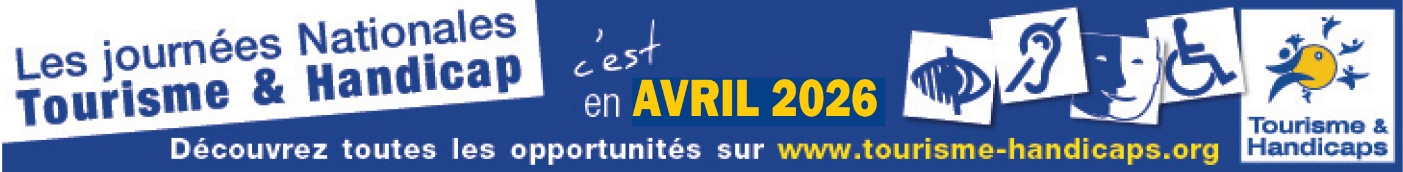 Les journées Nationales
Tourisme & Handicap
c'est
en AVRIL 2026
Découvrez toutes les opportunités sur www.tourisme-handicaps.org
Tourisme &
Handicaps